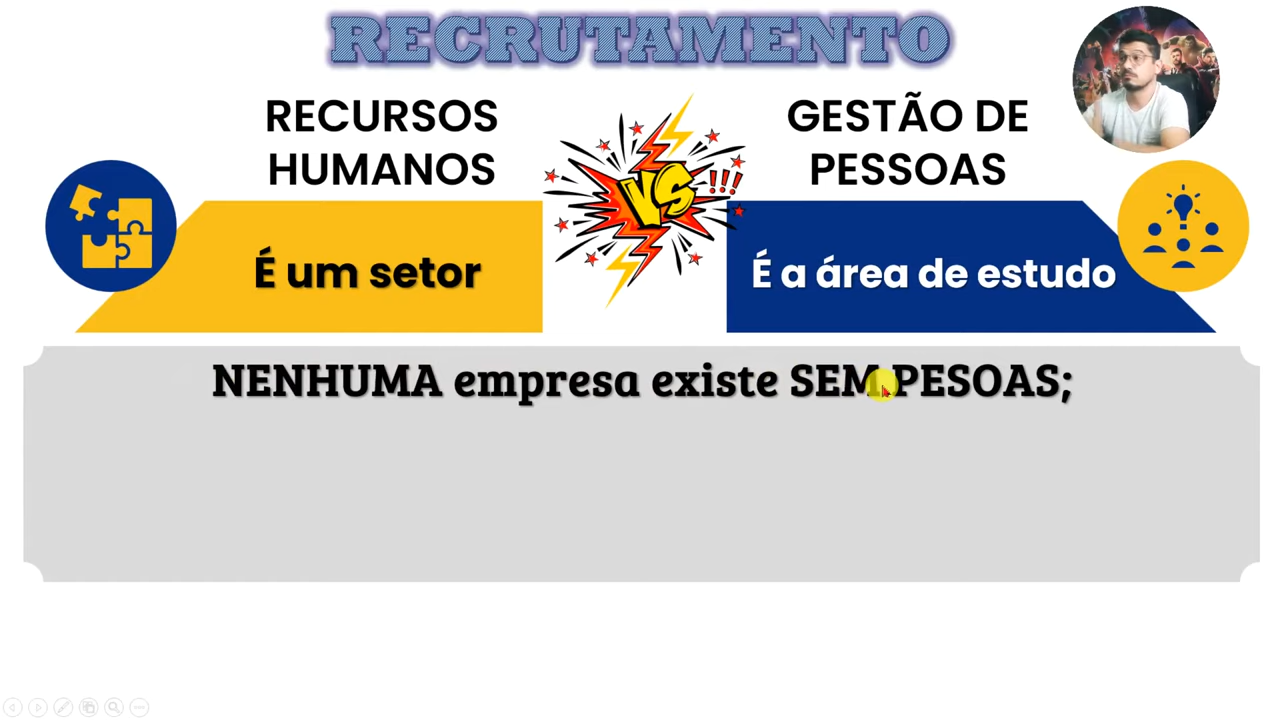 RECRUTAMENTO
RECURSOS
HUMANOS
VS
!!!
GESTÃO DE
PESSOAS
É um setor
É a área de estudo
NENHUMA empresa existe SEM PESOAS;